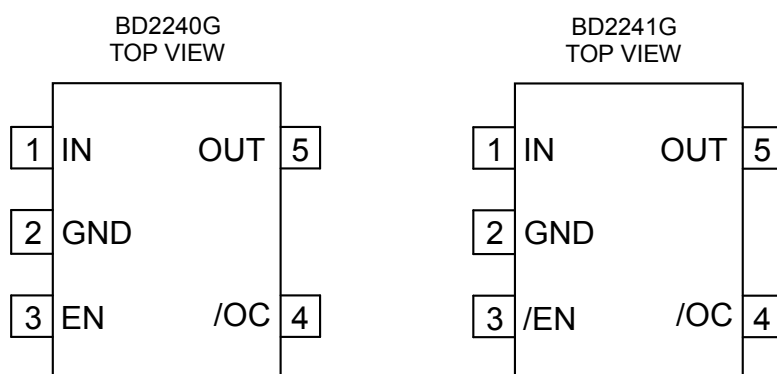 BD2240G
TOP VIEW
1 IN OUT 5
2 GND
3 EN /OC 4
BD2241G
TOP VIEW
1 IN OUT 5
2 GND
3 /EN /OC 4